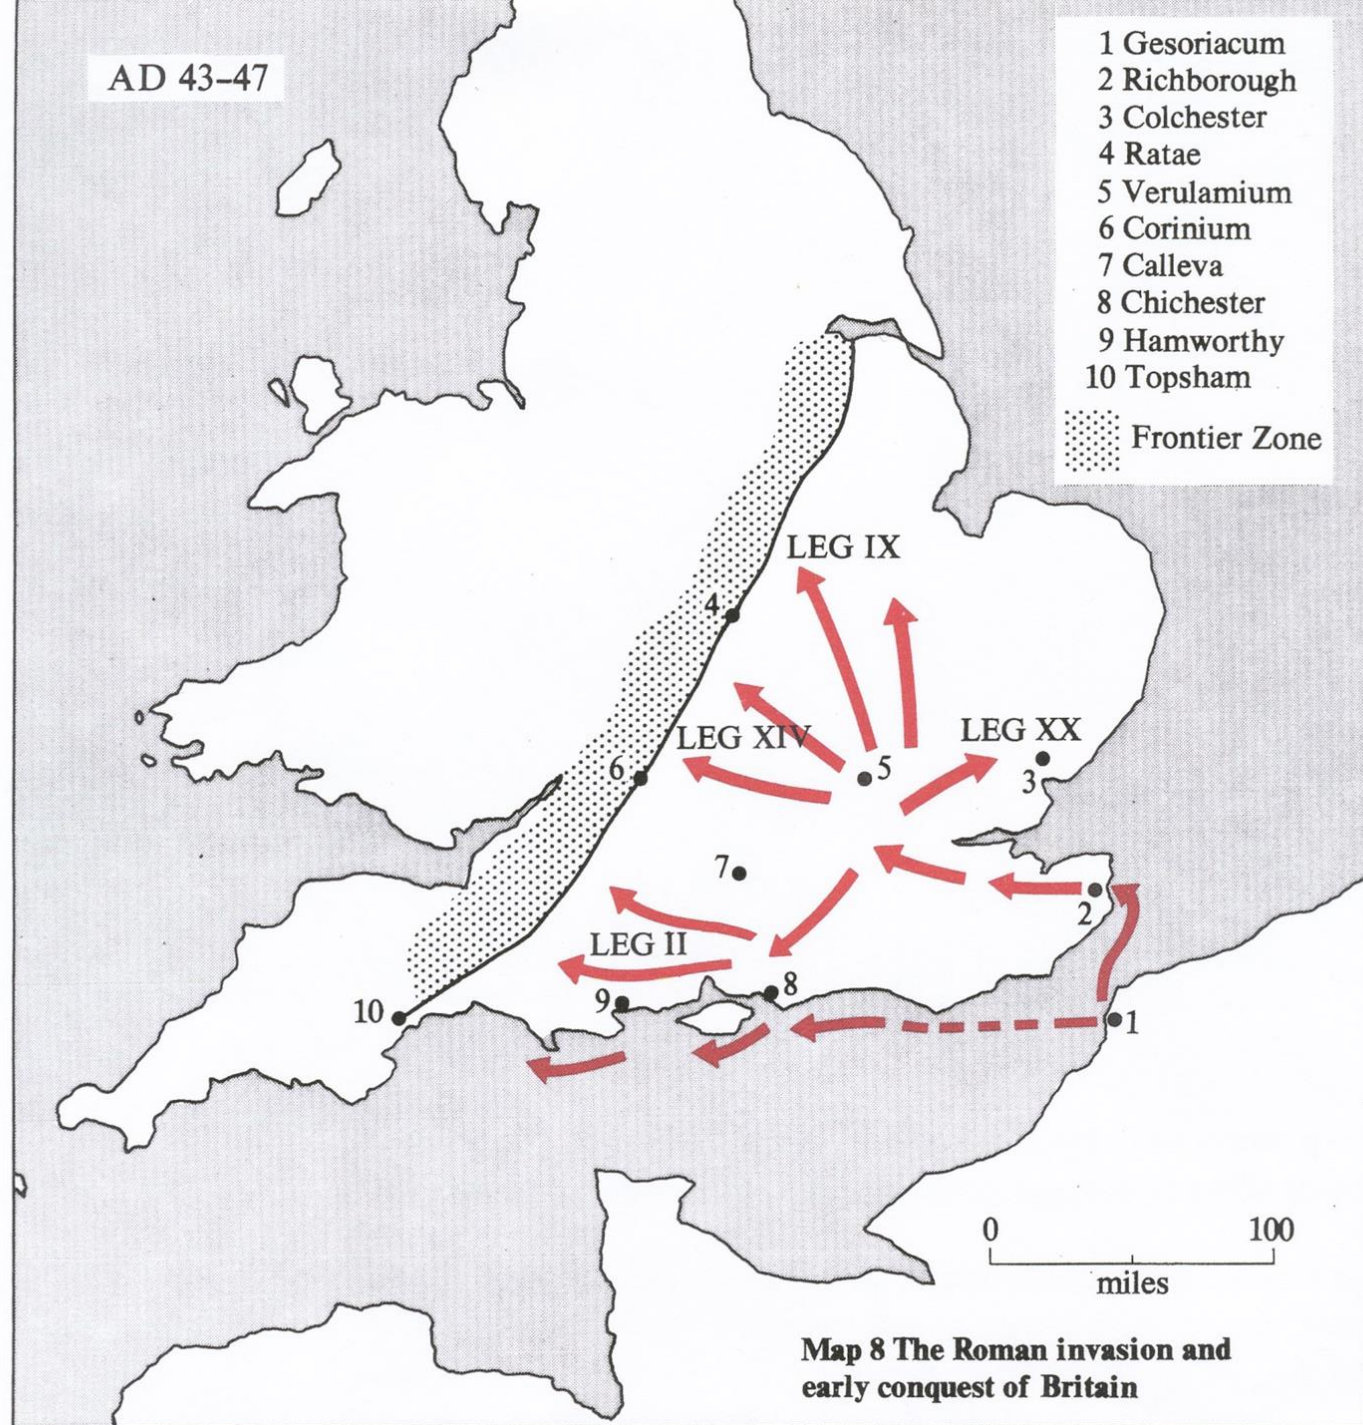 AD 43–47
1 Gesoriacum
2 Richborough
3 Colchester
4 Ratae
5 Verulamium
6 Corinium
7 Calleva
8 Chichester
9 Hamworthy
10 Topsham
Frontier Zone
LEG IX
4
LEG XX
LEG XIV
6
5
3
7
2
LEG II
8
9
10
1
0 100
miles
Map 8 The Roman invasion and
early conquest of Britain